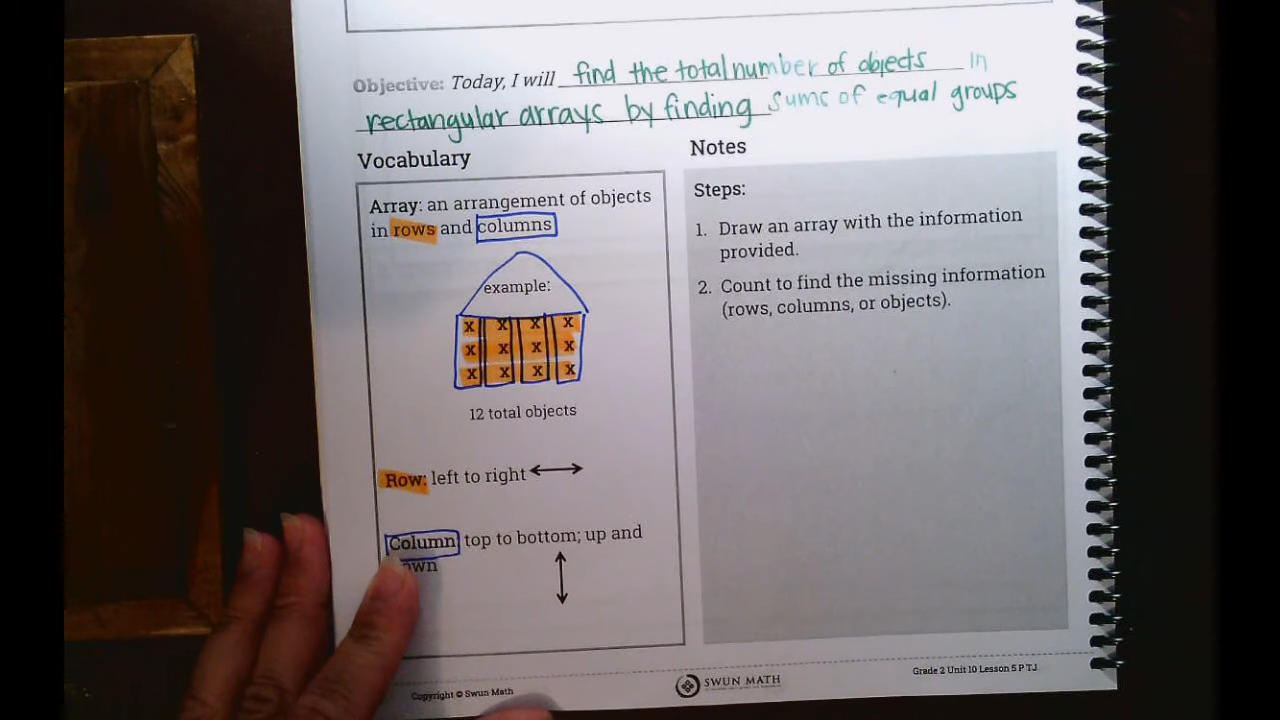 Objective: Today, I will find the total number of objects in
rectangular arrays by finding sums of equal groups
Vocabulary
Array: an arrangement of objects
in rows and columns
example:
x x x x
x x x x
x x x x
12 total objects
Row: left to right
Column top to bottom; up and
own
Notes
Steps:
1. Draw an array with the information
provided.
2. Count to find the missing information
(rows, columns, or objects).
Copyright © Swun Math
SWUN MATH
Grade 2 Unit 10 Lesson 5 P TJ